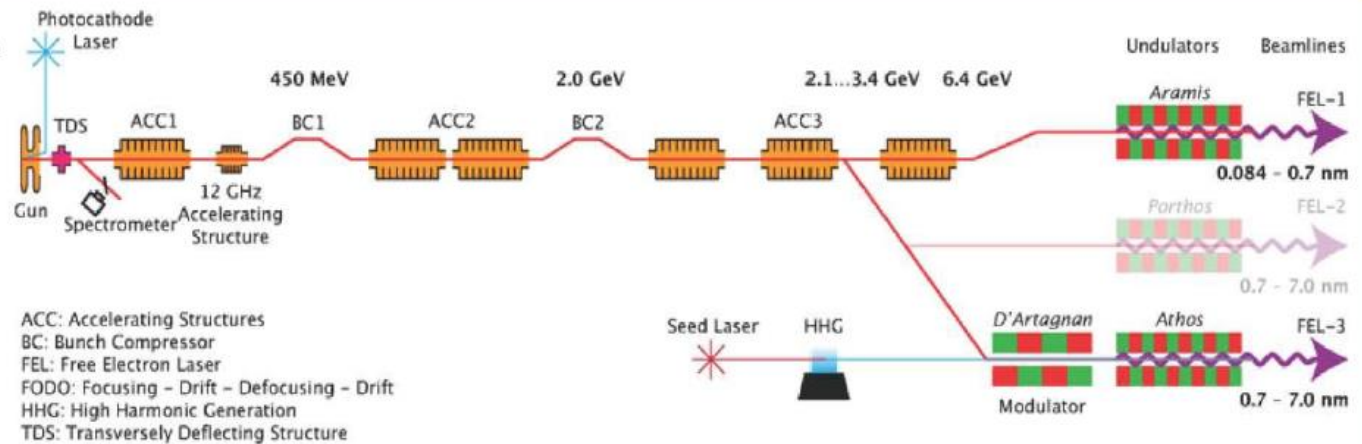 Photocathode
Laser
Undulators Beamlines
450 MeV 2.0 GeV 2.1...3.4 GeV 6.4 GeV
Aramis FEL-1
TDS ACC1 BC1 ACC2 BC2 ACC3
0.084 - 0.7 nm
12 GHz
Accelerating
Structure
Gun
Spectrometer
Porthos FEL-2
0.7 - 7.0 nm
ACC: Accelerating Structures
BC: Bunch Compressor
FEL: Free Electron Laser
FODO: Focusing - Drift - Defocusing - Drift
HHG: High Harmonic Generation
TDS: Transversely Deflecting Structure
Seed Laser HHG D'Artagnan Athos FEL-3
Modulator
0.7 - 7.0 nm